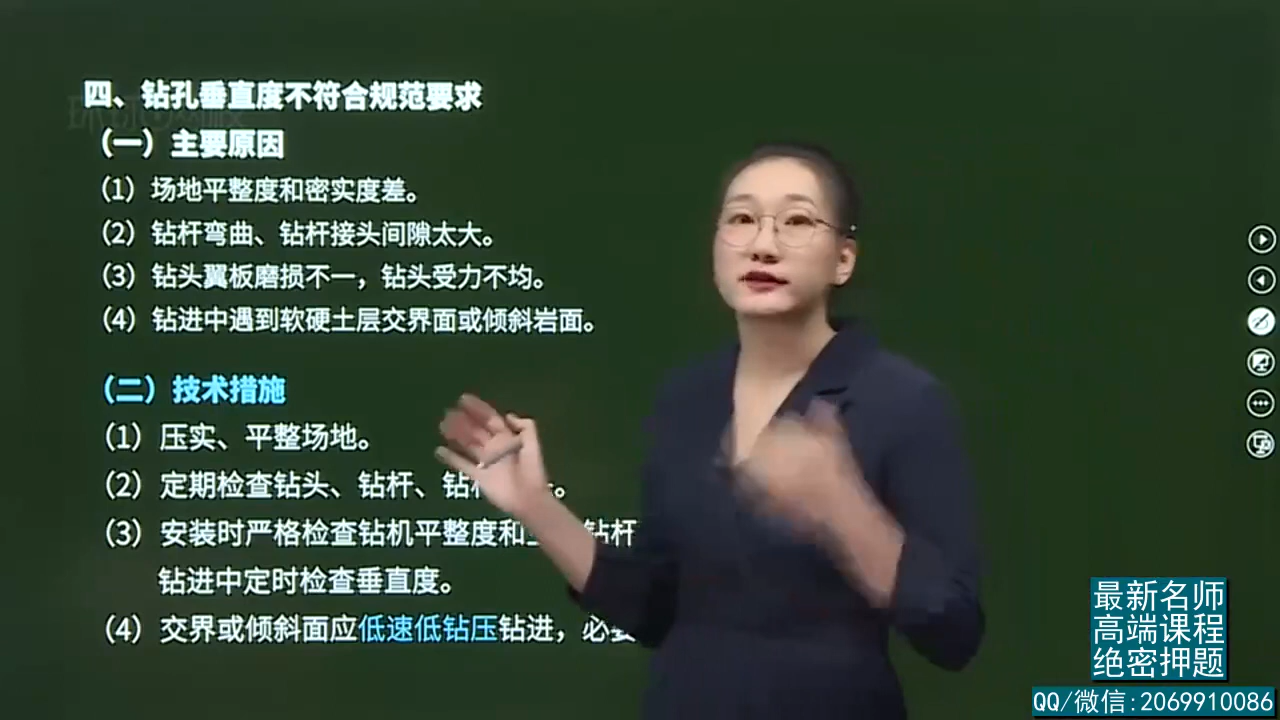 四、钻孔垂直度不符合规范要求
（一）主要原因
（1）场地平整度和密实度差。
（2）钻杆弯曲、钻杆接头间隙太大。
（3）钻头翼板磨损不一，钻头受力不均。
（4）钻进中遇到软硬土层交界面或倾斜岩面。
（二）技术措施
（1）压实、平整场地。
（2）定期检查钻头、钻杆、钻
（3）安装时严格检查钻机平整度和 钻杆
钻进中定时检查垂直度。
（4）交界或倾斜面应低速低钻压钻进，必要
最新名师
高端课程
绝密押题
QQ/微信:2069910086